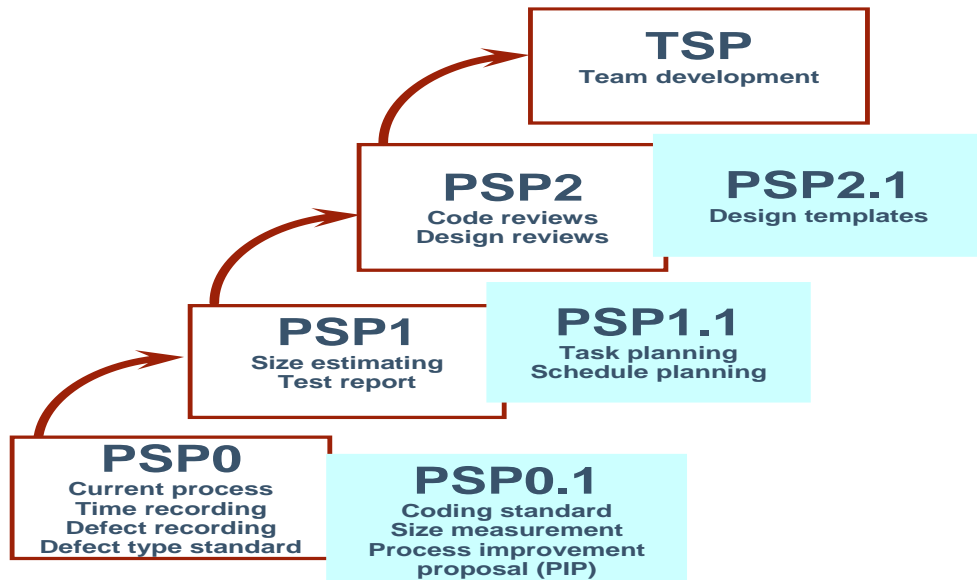 TSP
Team development
PSP2
Code reviews
Design reviews
PSP2.1
Design templates
PSP1
Size estimating
Test report
PSP1.1
Task planning
Schedule planning
PSP0
Current process
Time recording
Defect recording
Defect type standard
PSP0.1
Coding standard
Size measurement
Process improvement
proposal (PIP)